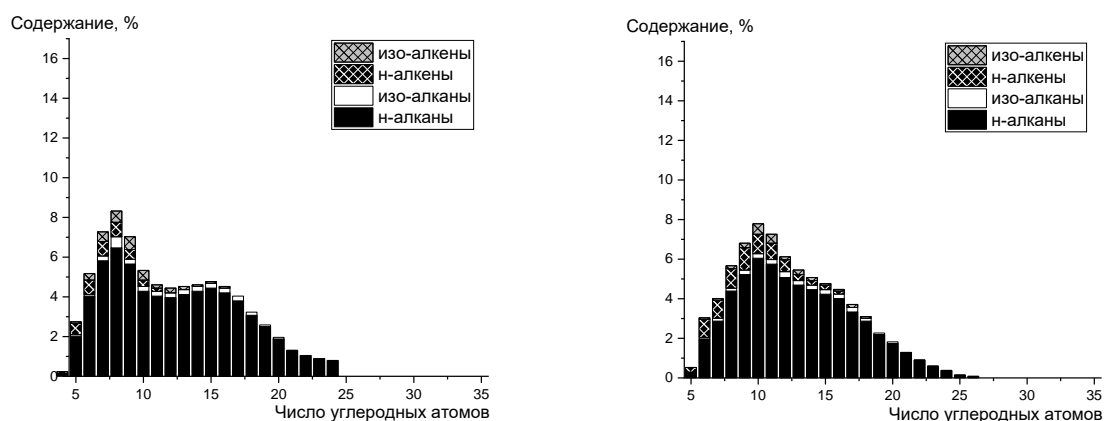 Содержание, %
16
14
12
10
8
6
4
2
0
5 10 15 20 25 30 35
Число углеродных атомов
изо-алкены
н-алкены
изо-алканы
н-алканы
Содержание, %
16
14
12
10
8
6
4
2
0
5 10 15 20 25 30 35
Число углеродных атомов
изо-алкены
н-алкены
изо-алканы
н-алканы